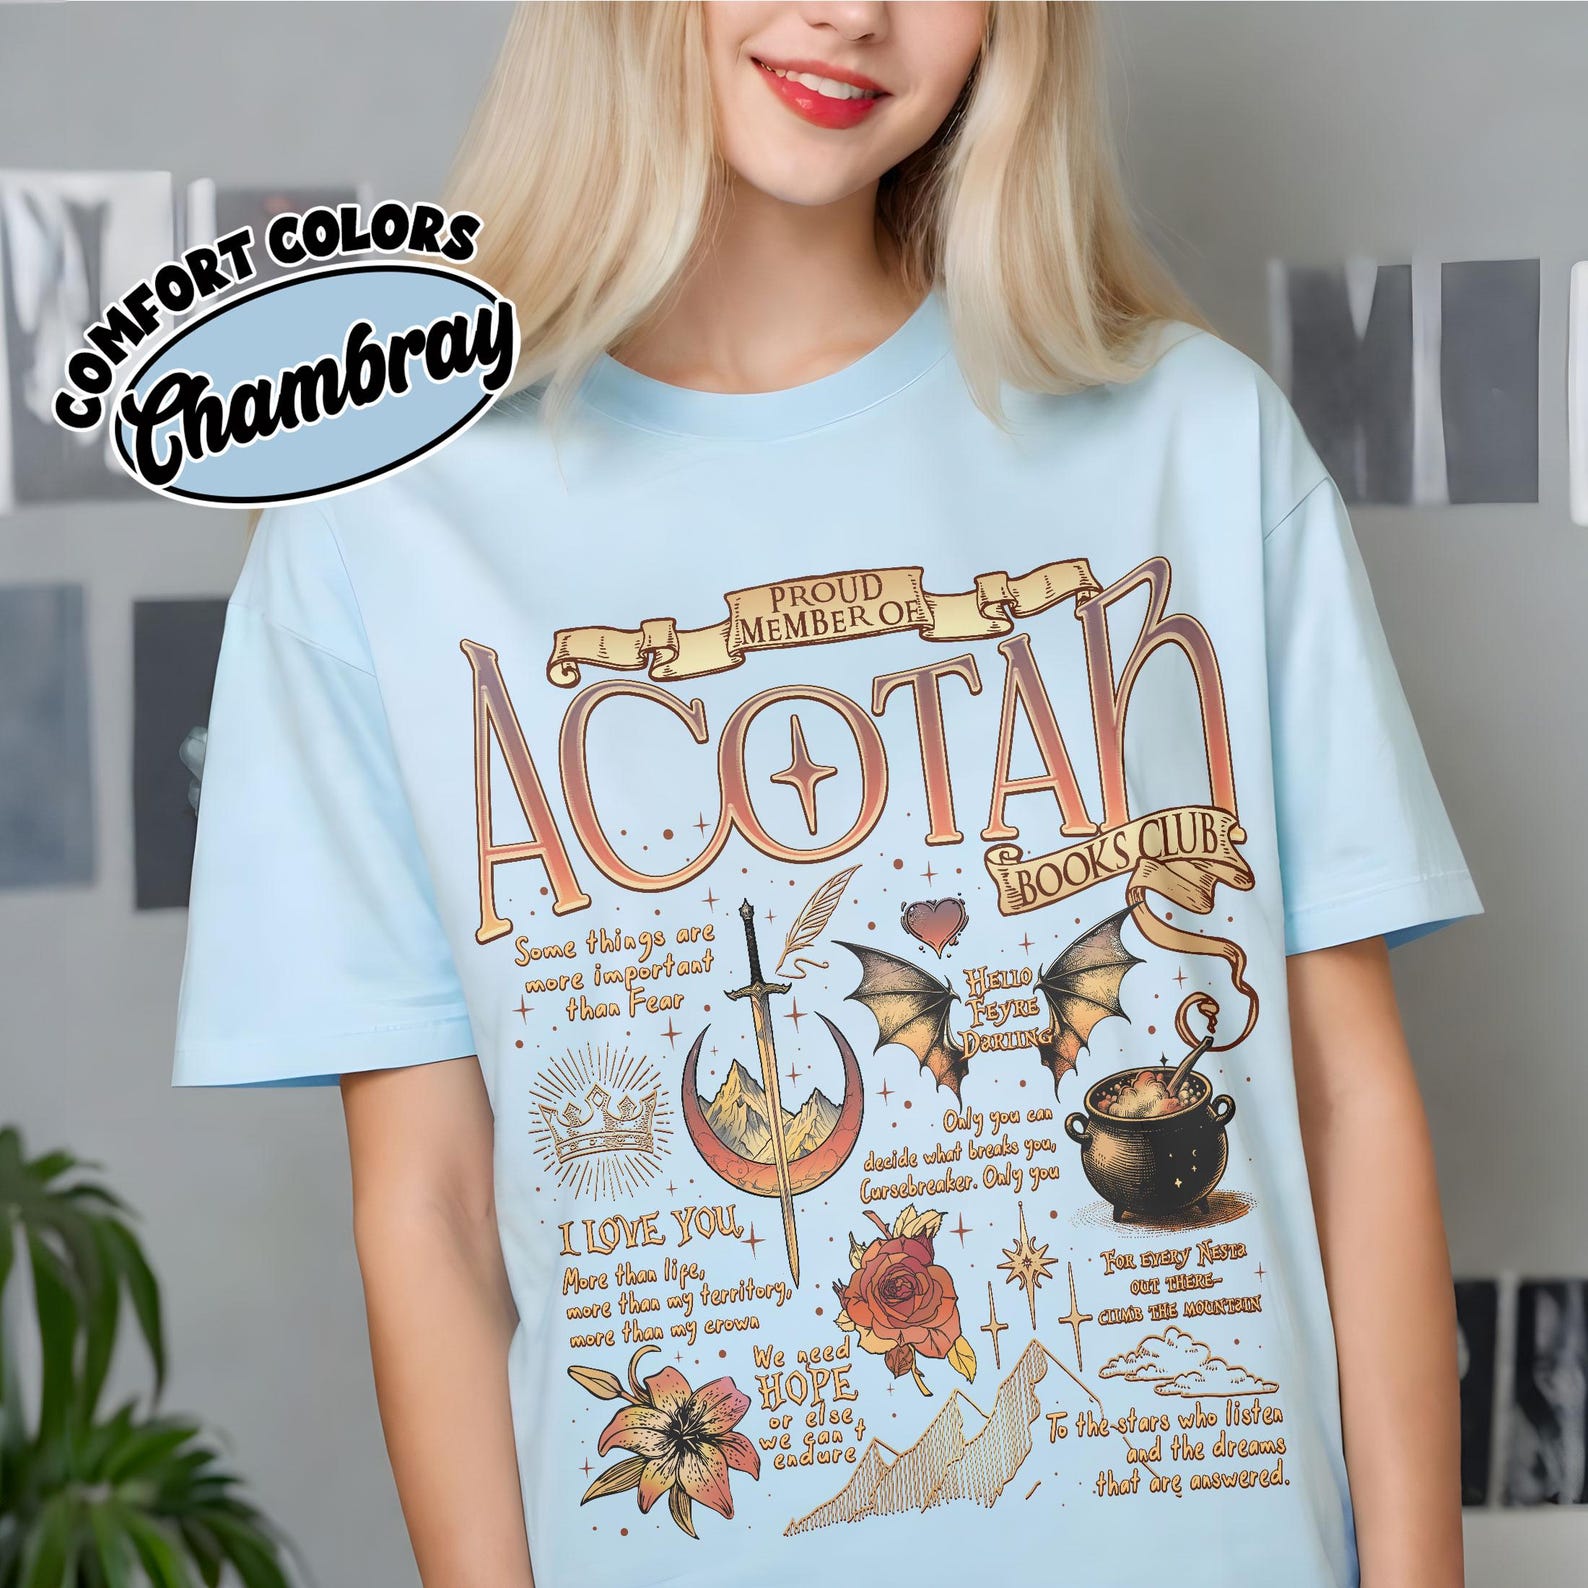 COMFORT COLORS
Chambray
PROUD
MEMBER OF
ACOTAR
BOOKS CLUB
Some things are
more important
than Fear
HELLO
FEYRE
DARLING
Only you can
decide what breaks you,
Cursebreaker. Only you
I LOVE YOU,
More than life,
more than my territory,
more than my crown
FOR EVERY NESTA
OUT THERE-
CLIMB THE MOUNTAIN
We need
HOPE
or else
we can't
endure
To the stars who listen
and the dreams
that are answered.